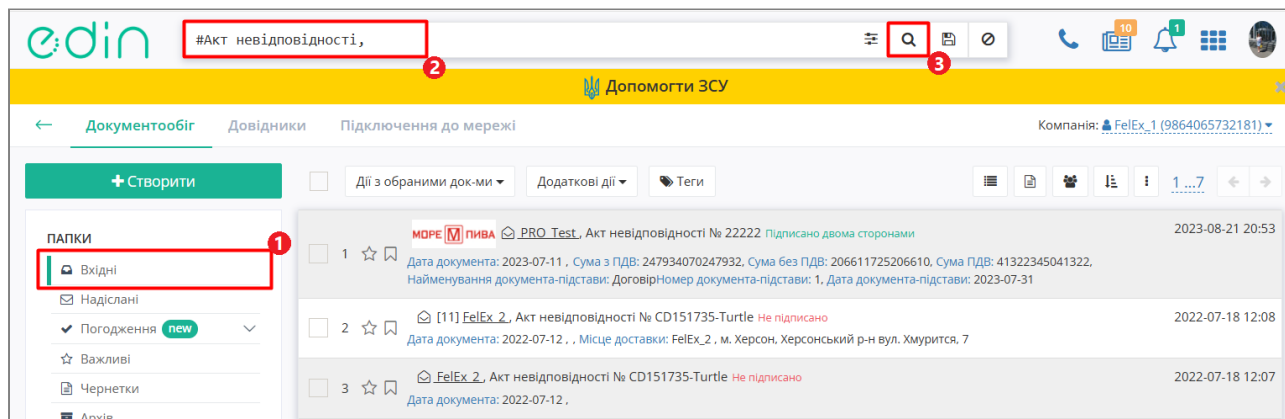 edin
#Акт невідповідності,
2
3
10
1
Допомогти ЗСУ
Документообіг
Довідники
Підключення до мережі
Компанія: FelEx_1 (9864065732181)
+ Створити
Дії з обраними док-ми
Додаткові дії
Теги
1 ...7
ПАПКИ
1
Вхідні
Надіслані
Погодження new
Важливі
Чернетки
Архів
1 МОРЕ М ПИВА PRO Test , Акт невідповідності № 22222 Підписано двома сторонами 2023-08-21 20:53
Дата документа: 2023-07-11 , Сума з ПДВ: 247934070247932, Сума без ПДВ: 206611725206610, Сума ПДВ: 41322345041322,
Найменування документа-підстави: ДоговірНомер документа-підстави: 1, Дата документа-підстави: 2023-07-31
2 [11] FelEx_2 , Акт невідповідності № CD151735-Turtle Не підписано 2022-07-18 12:08
Дата документа: 2022-07-12 , , Місце доставки: FelEx_2 , м. Херсон, Херсонський р-н вул. Хмурится, 7
3 FelEx_2 , Акт невідповідності № CD151735-Turtle Не підписано 2022-07-18 12:07
Дата документа: 2022-07-12 ,